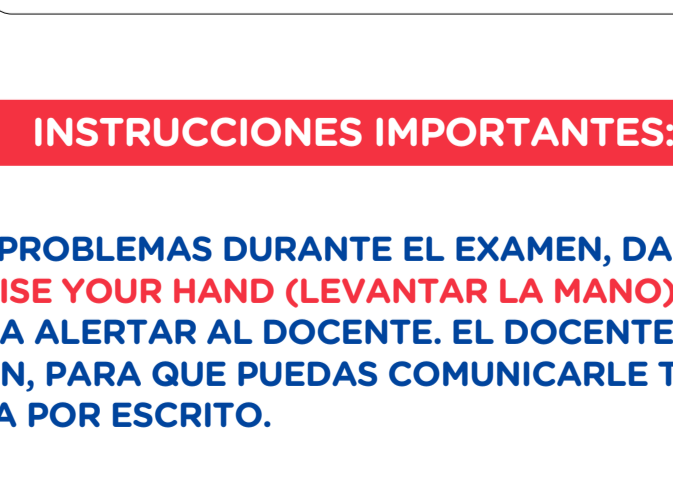 INSTRUCCIONES IMPORTANTES:
PROBLEMAS DURANTE EL EXAMEN, DA
ISE YOUR HAND (LEVANTAR LA MANO)
A ALERTAR AL DOCENTE. EL DOCENTE
N, PARA QUE PUEDAS COMUNICARLE T
A POR ESCRITO.